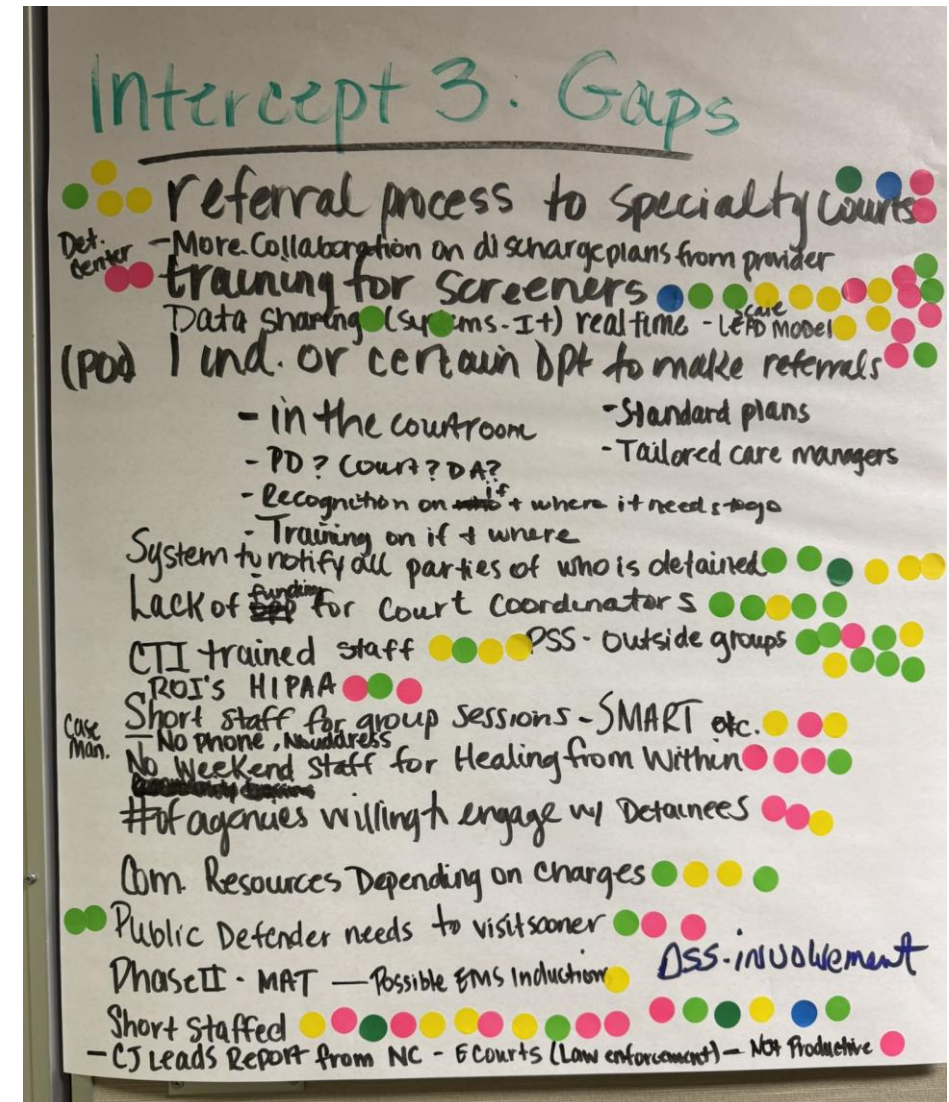 Intercept 3: Gaps
referral process to specialty courts
Det. Center
- More Collaboration on discharge plans from provider
training for screeners
Data Sharing (systems - It) real time - LEAD scale model
(POD) 1 ind. or certain Dpt to make referrals
- in the courtroom
- Standard plans
- PD? Court? DA?
- Tailored care managers
- Recognition on if + where it needs to go
- Training on if + where
System to notify all parties of who is detained
Lack of funding for Court Coordinators
CTI trained staff
PSS - outside groups
ROI's HIPAA
Short staff for group sessions - SMART etc.
Case Man.
- No phone, No address
No Weekend Staff for Healing from Within
# of agencies willing to engage w/ Detainees
Com. Resources Depending on Charges
Public Defender needs to visit sooner
Phase II - MAT — Possible EMS Induction
DSS - involvement
Short Staffed
- CJ Leads Report from NC - Ecourts (Law enforcement) - Not Productive